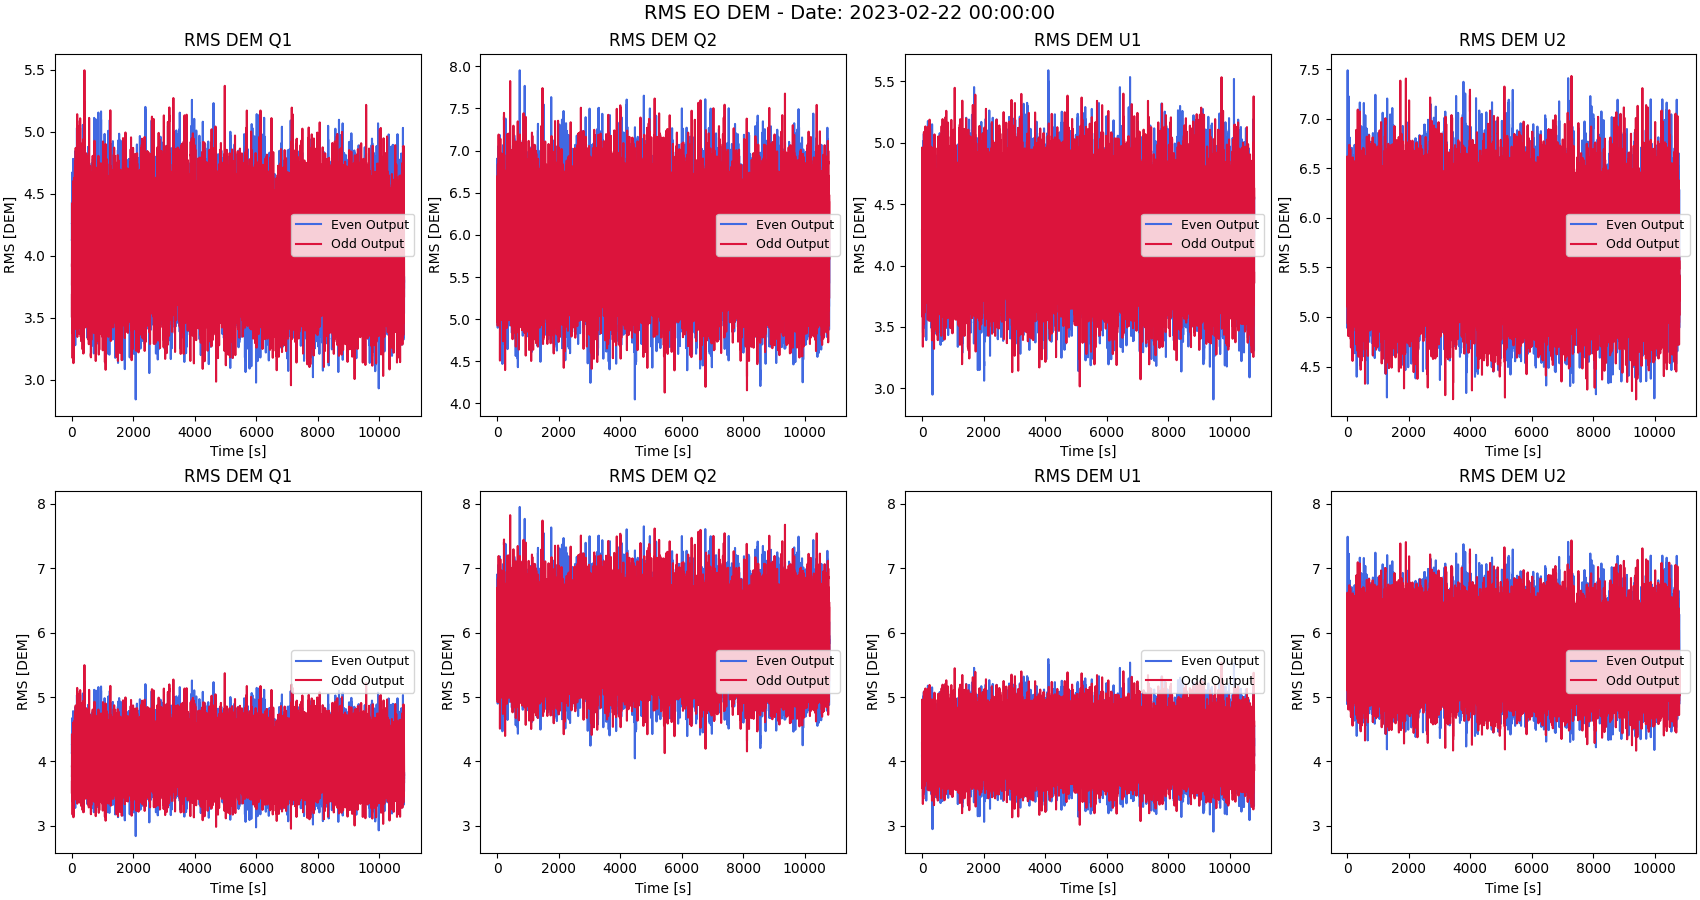 RMS EO DEM - Date: 2023-02-22 00:00:00
RMS DEM Q1
RMS [DEM]
5.5
5.0
4.5
4.0
3.5
3.0
Even Output
Odd Output
0 2000 4000 6000 8000 10000
Time [s]
RMS DEM Q2
RMS [DEM]
8.0
7.5
7.0
6.5
6.0
5.5
5.0
4.5
4.0
Even Output
Odd Output
0 2000 4000 6000 8000 10000
Time [s]
RMS DEM U1
RMS [DEM]
5.5
5.0
4.5
4.0
3.5
3.0
Even Output
Odd Output
0 2000 4000 6000 8000 10000
Time [s]
RMS DEM U2
RMS [DEM]
7.5
7.0
6.5
6.0
5.5
5.0
4.5
Even Output
Odd Output
0 2000 4000 6000 8000 10000
Time [s]
RMS DEM Q1
RMS [DEM]
8
7
6
5
4
3
Even Output
Odd Output
0 2000 4000 6000 8000 10000
Time [s]
RMS DEM Q2
RMS [DEM]
8
7
6
5
4
3
Even Output
Odd Output
0 2000 4000 6000 8000 10000
Time [s]
RMS DEM U1
RMS [DEM]
8
7
6
5
4
3
Even Output
Odd Output
0 2000 4000 6000 8000 10000
Time [s]
RMS DEM U2
RMS [DEM]
8
7
6
5
4
3
Even Output
Odd Output
0 2000 4000 6000 8000 10000
Time [s]